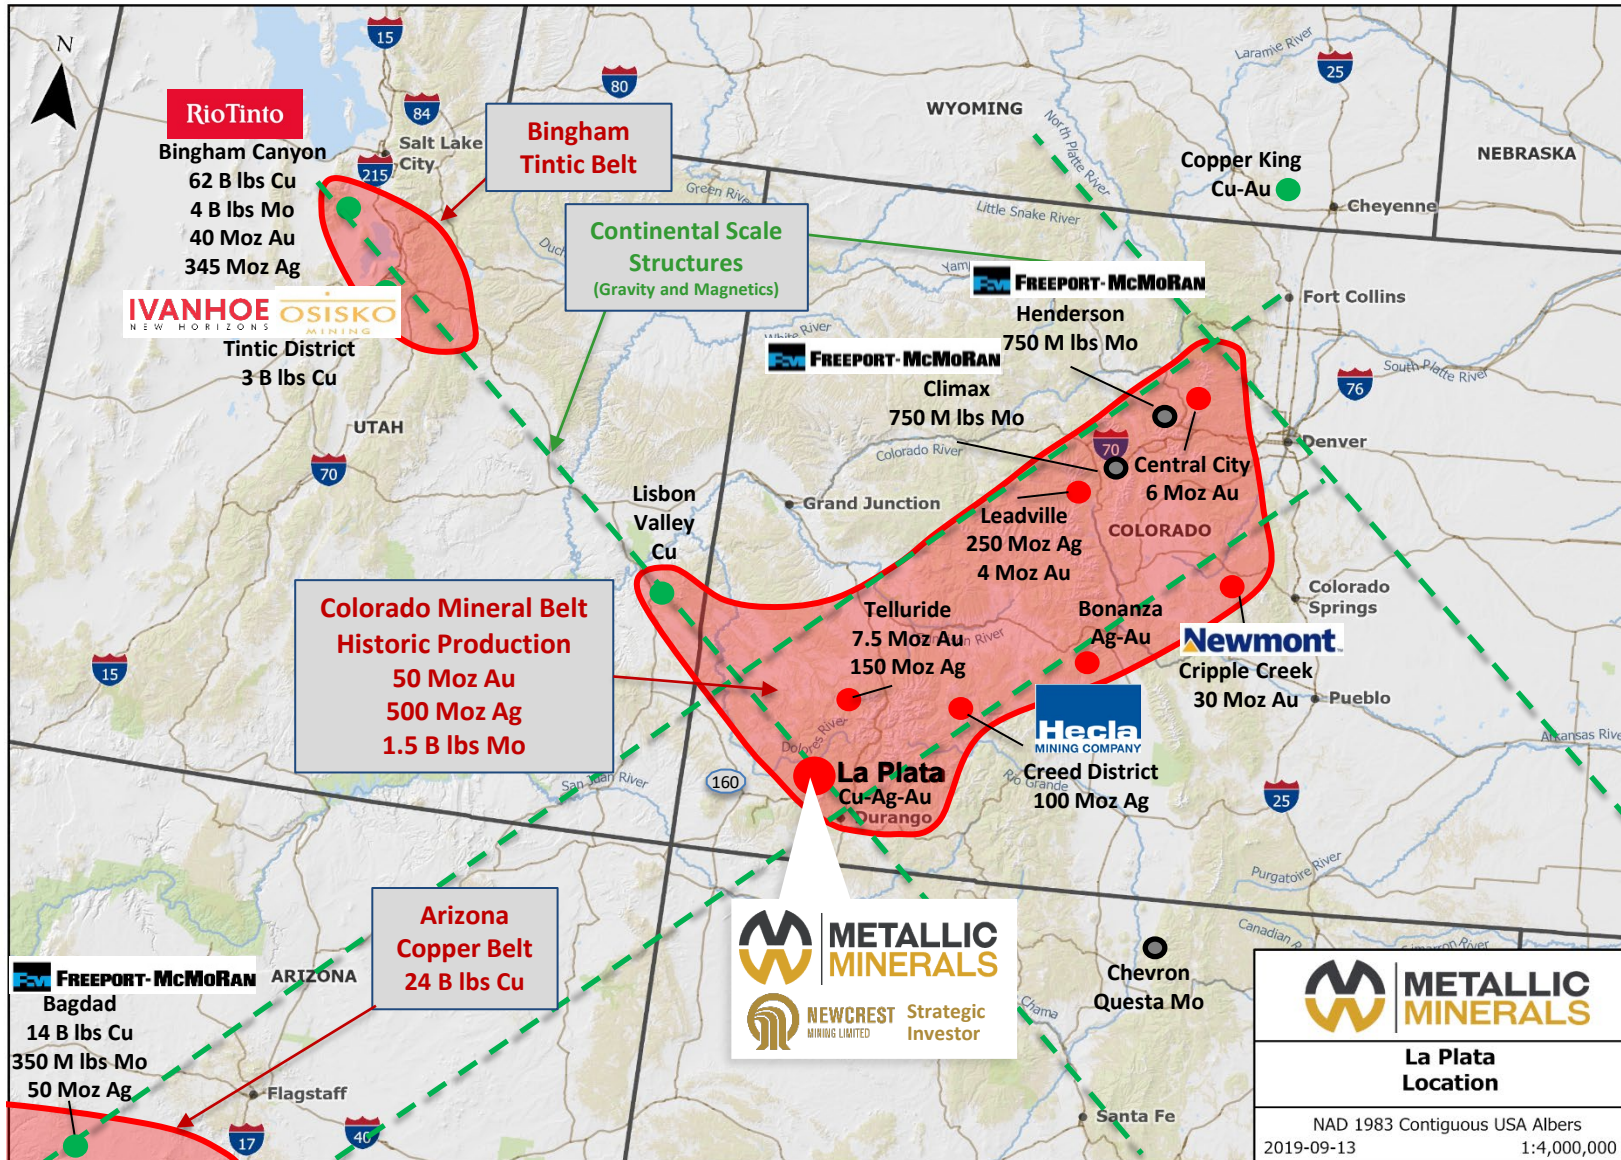 N
15
84
80
215
25
RioTinto
Bingham Canyon
62 B lbs Cu
4 B lbs Mo
40 Moz Au
345 Moz Ag
Salt Lake
City
Bingham
Tintic Belt
Continental Scale
Structures
(Gravity and Magnetics)
WYOMING
Laramie River
North Platte River
Copper King
Cu-Au
Cheyenne
NEBRASKA
Green Rive
Little Snake River
Duch
Yam
White River
IVANHOE
NEW HORIZONS
OSISKO
MINING
Tintic District
3 B lbs Cu
UTAH
70
FREEPORT-McMoRAN
Henderson
750 M lbs Mo
FREEPORT-McMoRAN
Climax
750 M lbs Mo
Fort Collins
South Platte River
76
Denver
70
Central City
6 Moz Au
Colorado River
Grand Junction
Lisbon
Valley
Cu
Leadville
250 Moz Ag
4 Moz Au
COLORADO
Colorado
Springs
Colorado Mineral Belt
Historic Production
50 Moz Au
500 Moz Ag
1.5 B lbs Mo
Telluride
7.5 Moz Au
150 Moz Ag
River
Bonanza
Ag-Au
Newmont
Cripple Creek
30 Moz Au
Pueblo
Arkansas Rive
15
Dolores River
Hecla
MINING COMPANY
Creed District
100 Moz Ag
Rio Grande
La Plata
Cu-Ag-Au
Durango
San Juan River
160
25
Purgatoire River
Arizona
Copper Belt
24 B lbs Cu
METALLIC
MINERALS
NEWCREST
MINING LIMITED
Strategic
Investor
Chama
Chevron
Questa Mo
Canadian R
Cimarron River
FREEPORT-McMoRAN
ARIZONA
Bagdad
14 B lbs Cu
350 M lbs Mo
50 Moz Ag
Flagstaff
17
40
Santa Fe
METALLIC
MINERALS
La Plata
Location
NAD 1983 Contiguous USA Albers
2019-09-13
1:4,000,000